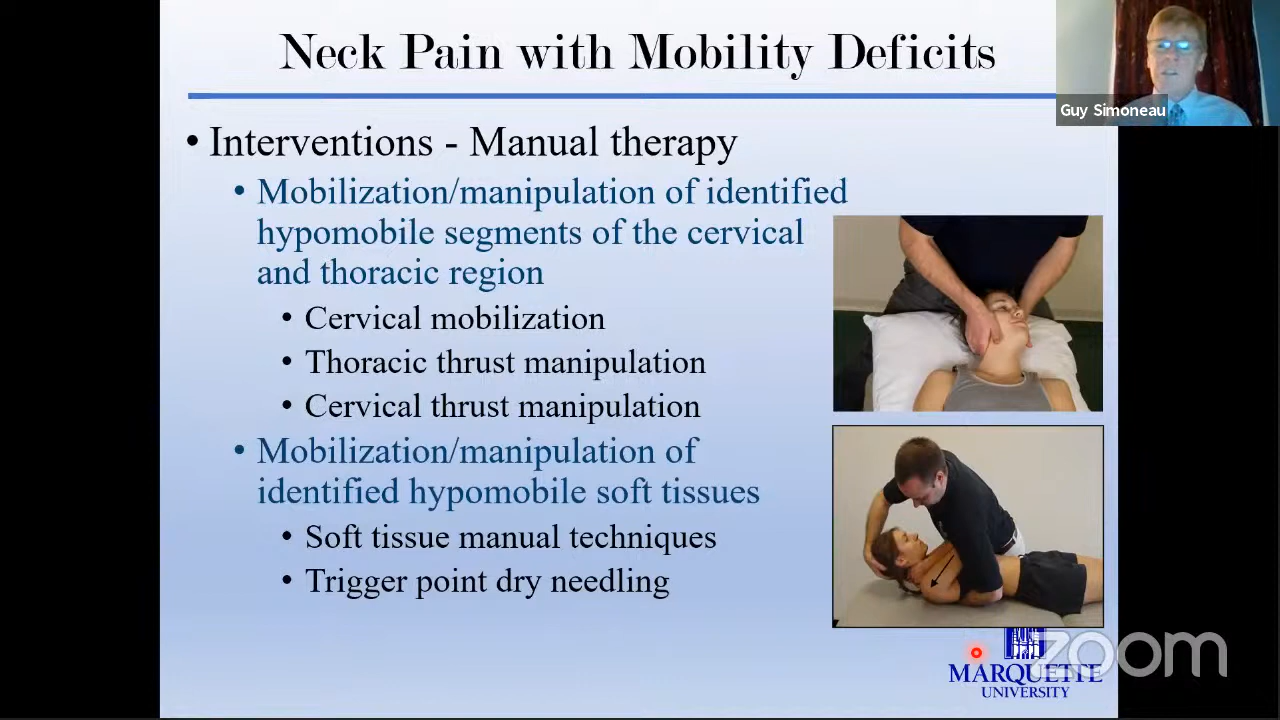 Neck Pain with Mobility Deficits
Guy Simoneau
• Interventions - Manual therapy
• Mobilization/manipulation of identified
hypomobile segments of the cervical
and thoracic region
• Cervical mobilization
• Thoracic thrust manipulation
• Cervical thrust manipulation
• Mobilization/manipulation of
identified hypomobile soft tissues
• Soft tissue manual techniques
• Trigger point dry needling
zoom
MARQUETTE
UNIVERSITY